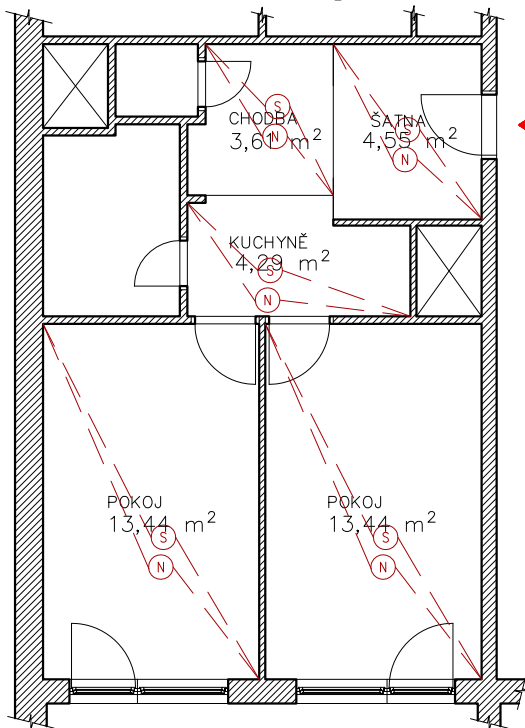 S
CHODBA
N
3,61 m²
ŠATNA
S
4,55 m²
N
KUCHYNĚ
4,29 m²
S
N
POKOJ
13,44 m²
S
N
POKOJ
13,44 m²
S
N